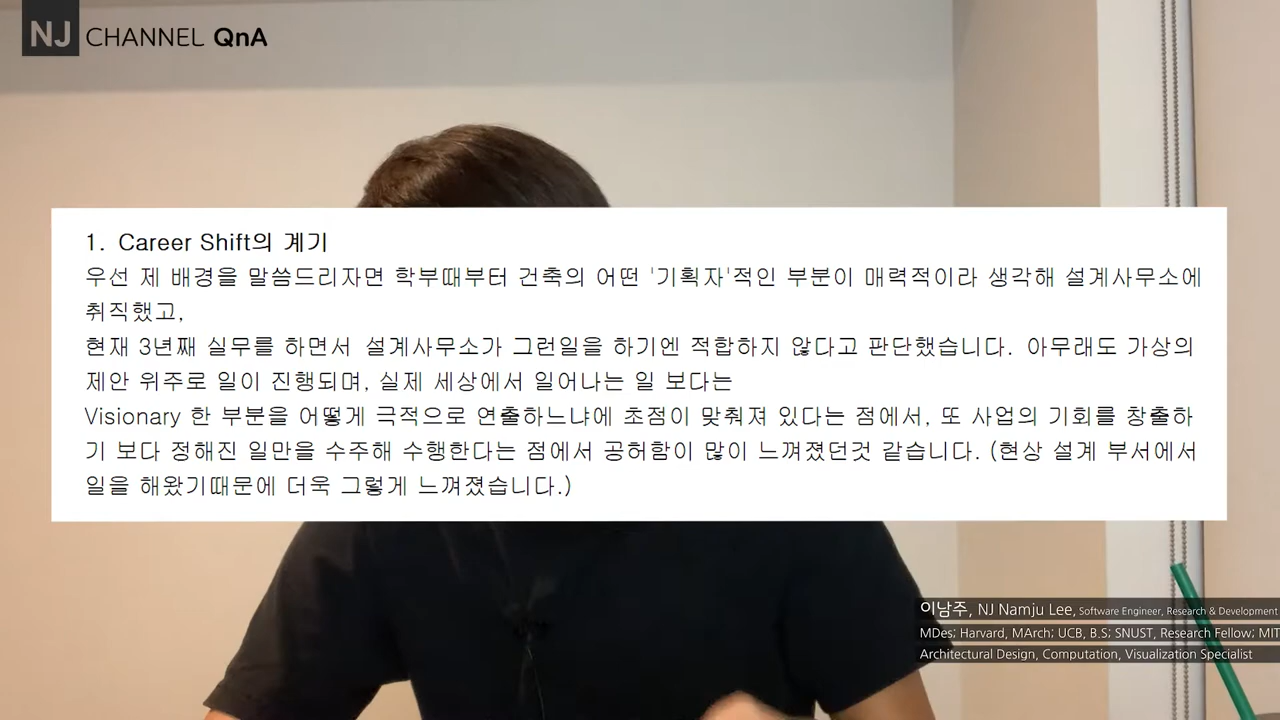 NJ CHANNEL QnA
1. Career Shift의 계기
우선 제 배경을 말씀드리자면 학부때부터 건축의 어떤 '기획자'적인 부분이 매력적이라 생각해 설계사무소에
취직했고,
현재 3년째 실무를 하면서 설계사무소가 그런일을 하기엔 적합하지 않다고 판단했습니다. 아무래도 가상의
제안 위주로 일이 진행되며, 실제 세상에서 일어나는 일 보다는
Visionary 한 부분을 어떻게 극적으로 연출하느냐에 초점이 맞춰져 있다는 점에서, 또 사업의 기회를 창출하
기 보다 정해진 일만을 수주해 수행한다는 점에서 공허함이 많이 느껴졌던것 같습니다. (현상 설계 부서에서
일을 해왔기때문에 더욱 그렇게 느껴졌습니다.)
이남주, NJ Namju Lee, Software Engineer, Research & Development
MDes; Harvard, MArch; UCB, B.S; SNUST, Research Fellow; MIT
Architectural Design, Computation, Visualization Specialist